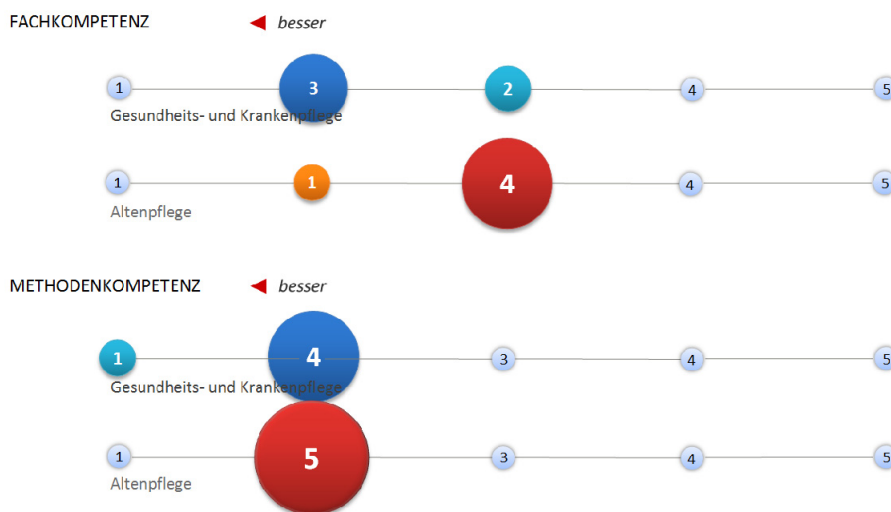 FACHKOMPETENZ ◄ besser
1 3 2 4 5
Gesundheits- und Krankenpflege
1 1 4 4 5
Altenpflege
METHODENKOMPETENZ ◄ besser
1 4 3 4 5
Gesundheits- und Krankenpflege
1 5 3 4 5
Altenpflege